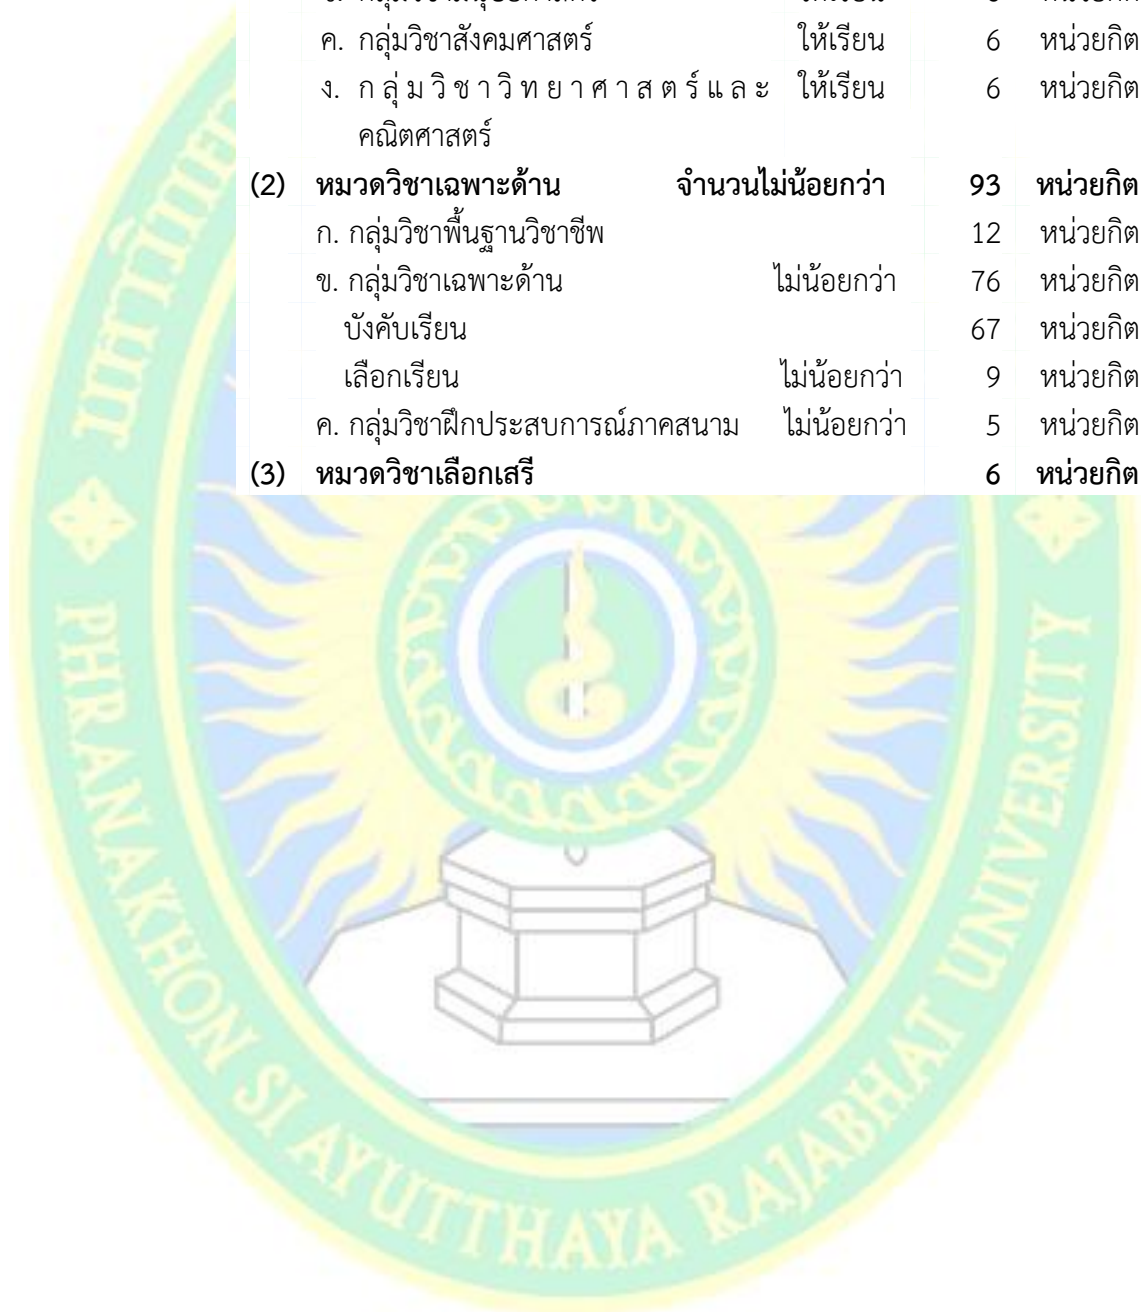 ค. กลุ่มวิชาสังคมศาสตร์ ให้เรียน 6 หน่วยกิต
ง. กลุ่มวิชาวิทยาศาสตร์และ ให้เรียน 6 หน่วยกิต
คณิตศาสตร์
(2) หมวดวิชาเฉพาะด้าน จำนวนไม่น้อยกว่า 93 หน่วยกิต
ก. กลุ่มวิชาพื้นฐานวิชาชีพ 12 หน่วยกิต
ข. กลุ่มวิชาเฉพาะด้าน ไม่น้อยกว่า 76 หน่วยกิต
บังคับเรียน 67 หน่วยกิต
เลือกเรียน ไม่น้อยกว่า 9 หน่วยกิต
ค. กลุ่มวิชาฝึกประสบการณ์ภาคสนาม ไม่น้อยกว่า 5 หน่วยกิต
(3) หมวดวิชาเลือกเสรี 6 หน่วยกิต
PHRANAKHON SI AYUTTHAYA RAJABHAT UNIVERSITY